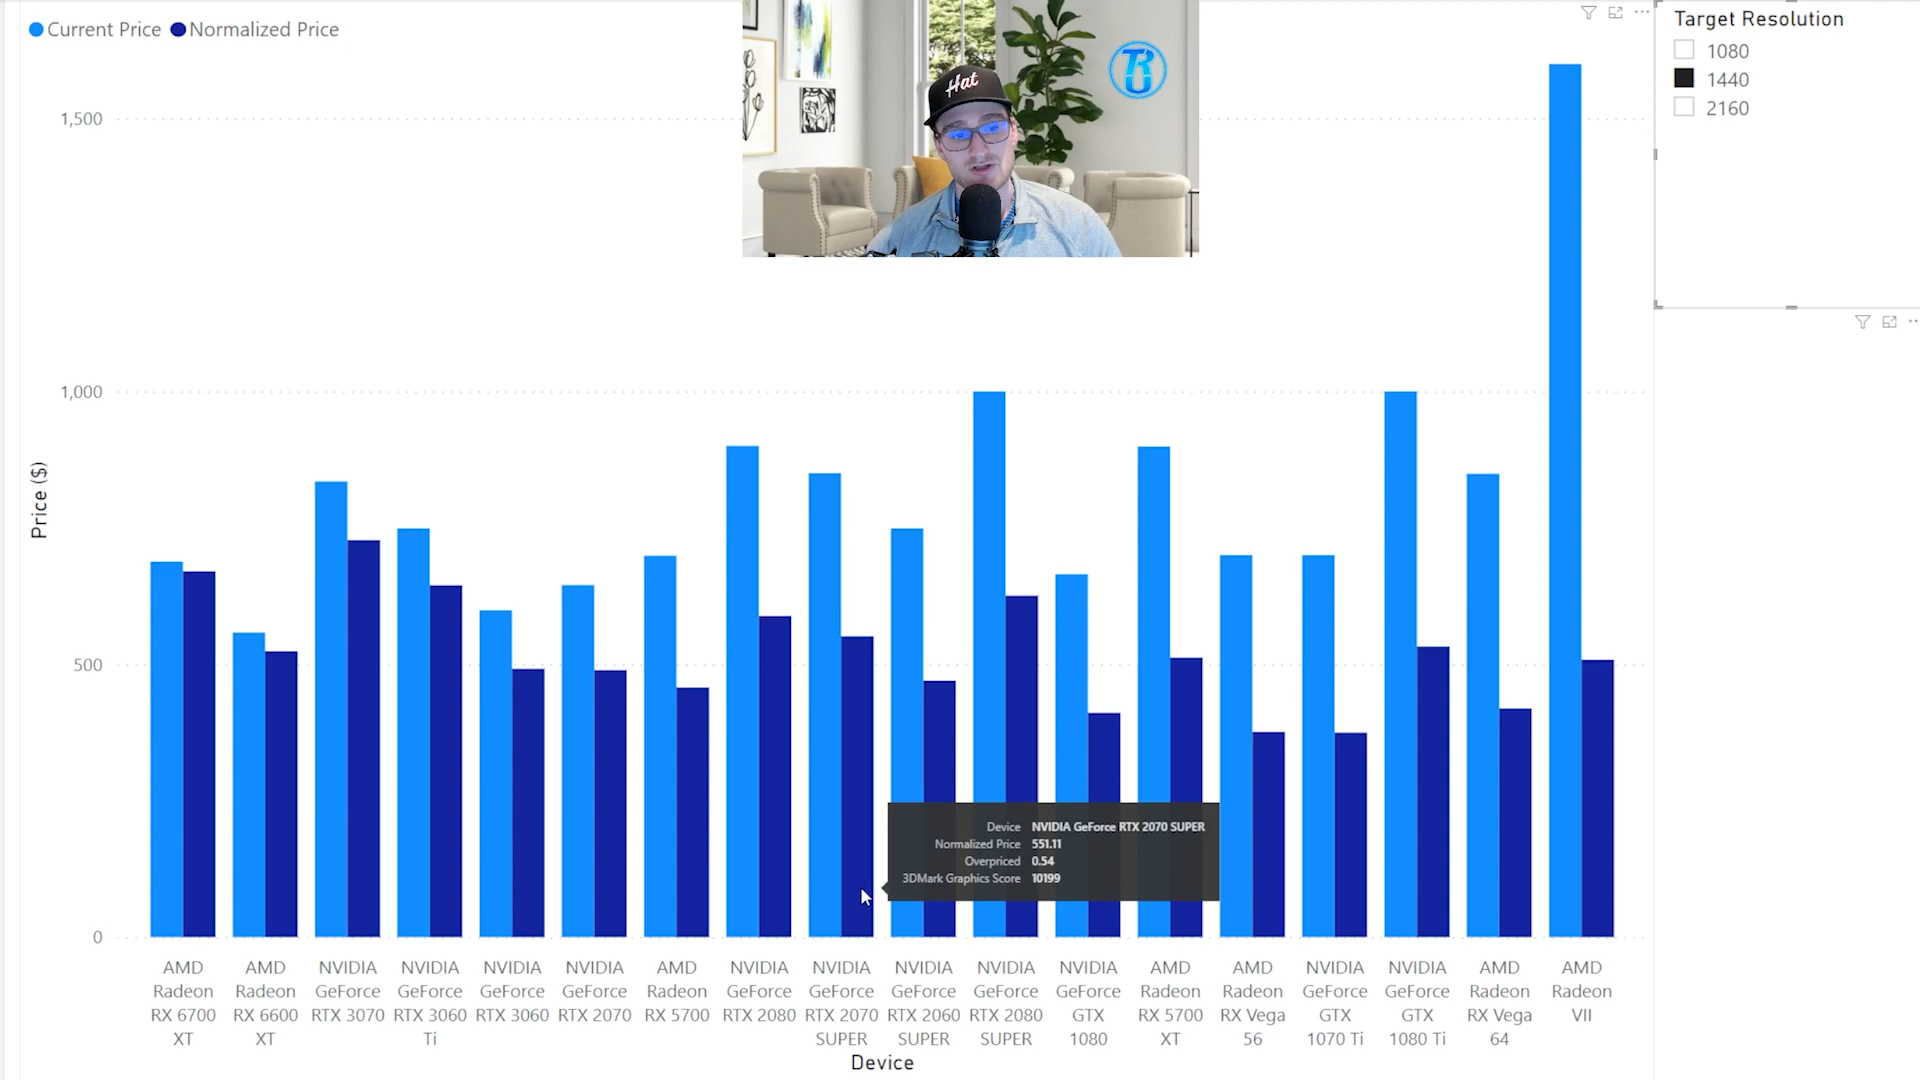 Current Price Normalized Price
Hat
TRU
Target Resolution
1080
1440
2160
1,500
1,000
500
0
Price ($)
Device NVIDIA GeForce RTX 2070 SUPER
Normalized Price 551.11
Overpriced 0.54
3DMark Graphics Score 10199
AMD Radeon RX 6700 XT
AMD Radeon RX 6600 XT
NVIDIA GeForce RTX 3070
NVIDIA GeForce RTX 3060 Ti
NVIDIA GeForce RTX 3060
NVIDIA GeForce RTX 2070
AMD Radeon RX 5700
NVIDIA GeForce RTX 2080
NVIDIA GeForce RTX 2070 SUPER
NVIDIA GeForce RTX 2060 SUPER
NVIDIA GeForce RTX 2080 SUPER
NVIDIA GeForce GTX 1080
AMD Radeon RX 5700 XT
AMD Radeon RX Vega 56
NVIDIA GeForce GTX 1070 Ti
NVIDIA GeForce GTX 1080 Ti
AMD Radeon RX Vega 64
AMD Radeon VII
Device